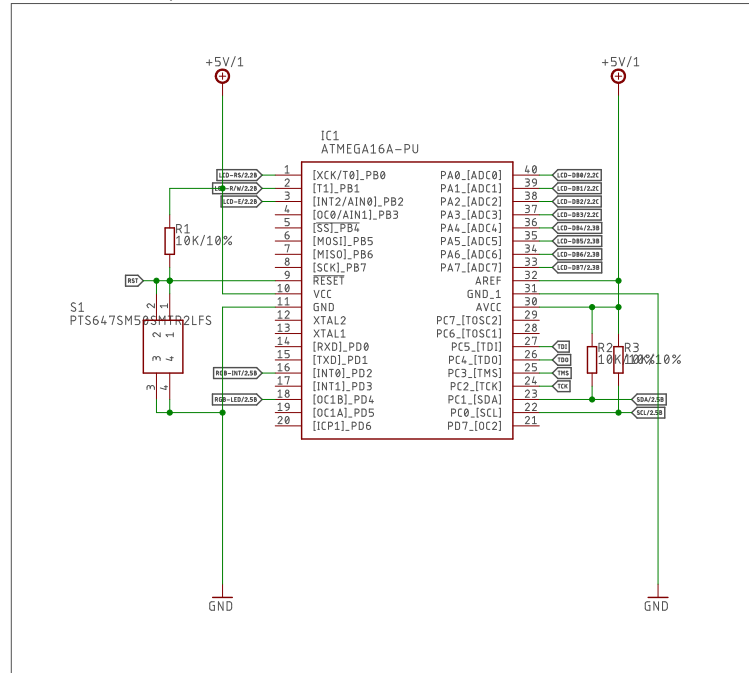 +5V/1
+5V/1
IC1
ATMEGA16A-PU
LCD-RS/2.2B
1
[XCK/T0]_PB0
PA0_[ADC0]
40
LCD-DB0/2.2C
LCD-R/W/2.2B
2
[T1]_PB1
PA1_[ADC1]
39
LCD-DB1/2.2C
LCD-E/2.2B
3
[INT2/AIN0]_PB2
PA2_[ADC2]
38
LCD-DB2/2.2C
4
[OC0/AIN1]_PB3
PA3_[ADC3]
37
LCD-DB3/2.2C
5
[SS]_PB4
PA4_[ADC4]
36
LCD-DB4/2.3B
6
[MOSI]_PB5
PA5_[ADC5]
35
LCD-DB5/2.3B
7
[MISO]_PB6
PA6_[ADC6]
34
LCD-DB6/2.3B
8
[SCK]_PB7
PA7_[ADC7]
33
LCD-DB7/2.3B
R1
10K/10%
RST
9
RESET
AREF
32
10
VCC
GND_1
31
11
GND
AVCC
30
12
XTAL2
PC7_[TOSC2]
29
13
XTAL1
PC6_[TOSC1]
28
14
[RXD]_PD0
PC5_[TDI]
27
TDI
15
[TXD]_PD1
PC4_[TDO]
26
TDO
RGB-INT/2.5B
16
[INT0]_PD2
PC3_[TMS]
25
TMS
17
[INT1]_PD3
PC2_[TCK]
24
TCK
RGB-LED/2.5B
18
[OC1B]_PD4
PC1_[SDA]
23
SDA/2.5B
19
[OC1A]_PD5
PC0_[SCL]
22
SCL/2.5B
20
[ICP1]_PD6
PD7_[OC2]
21
S1
PTS647SM50SMTR2LFS
2
1
2
1
3
4
3
4
R2
10K/10%
R3
10K/10%
GND
GND